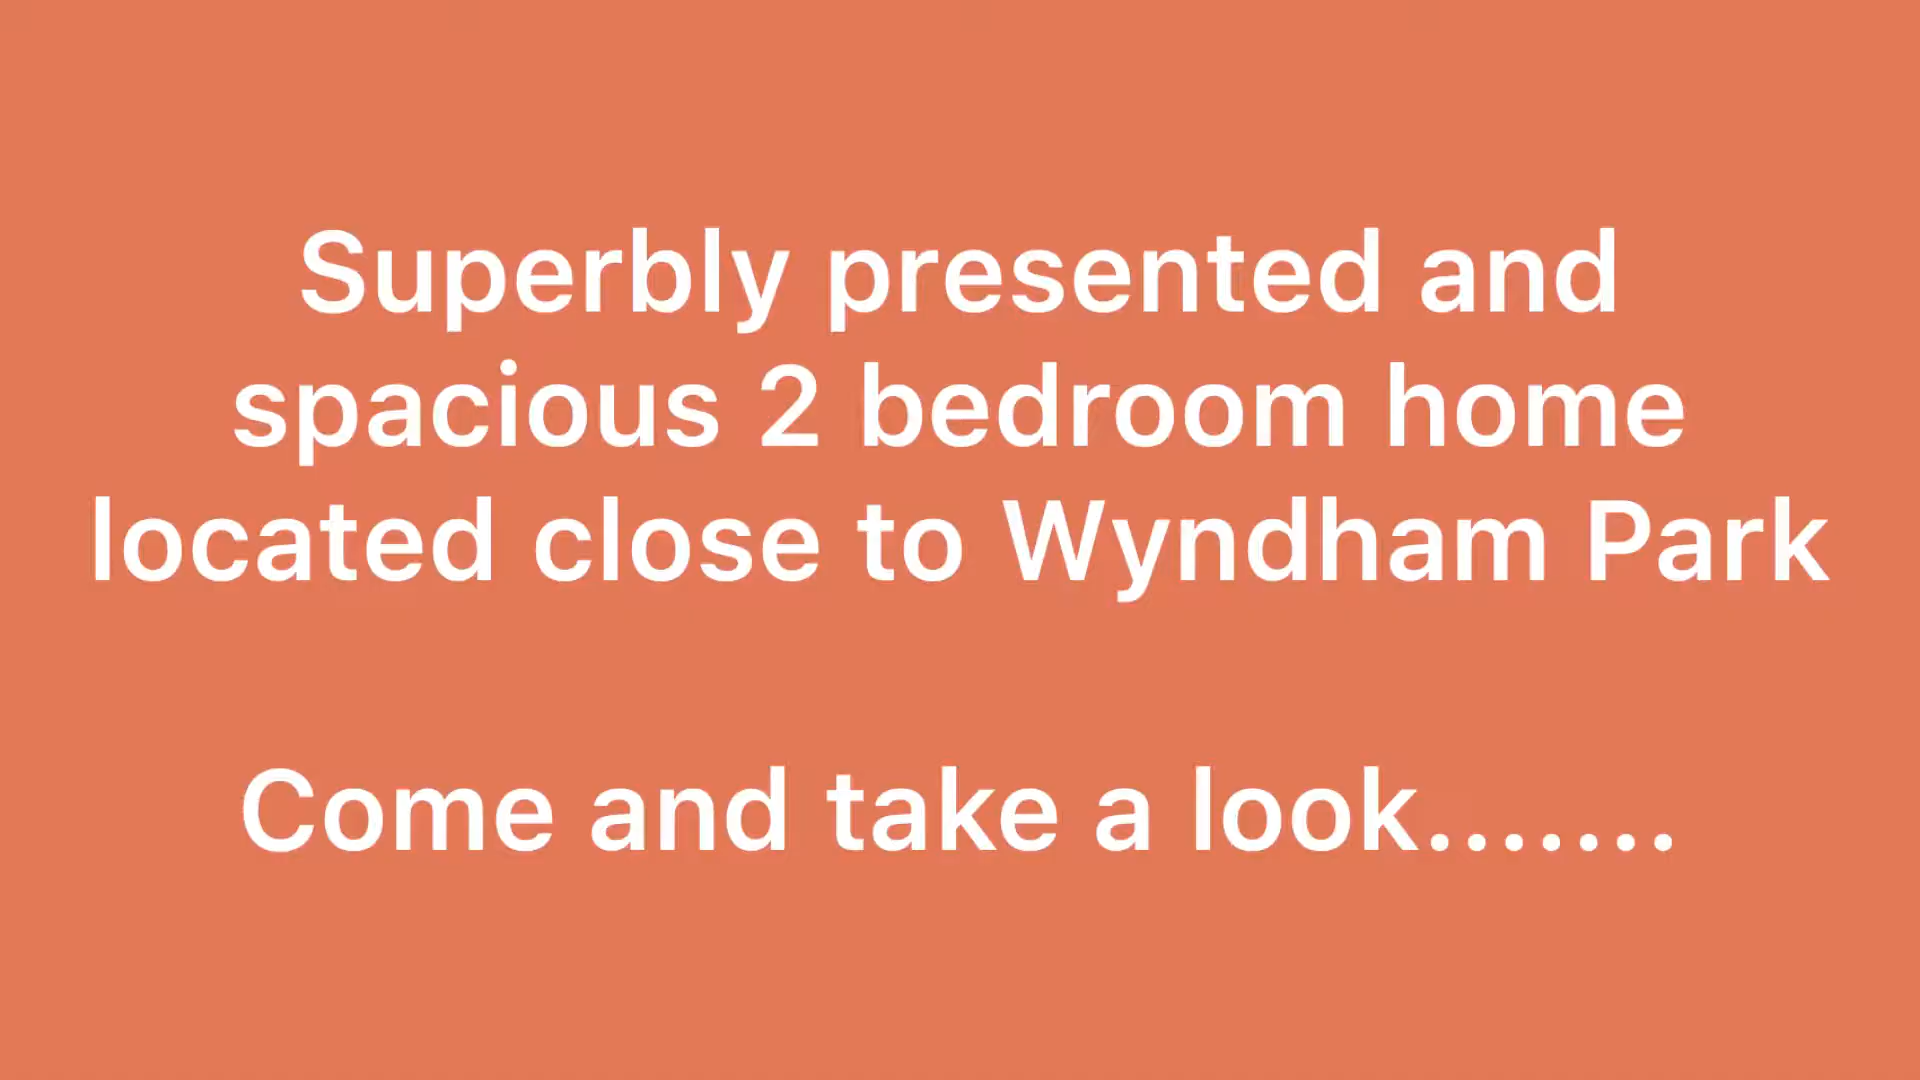 Superbly presented and
spacious 2 bedroom home
located close to Wyndham Park
Come and take a look.......